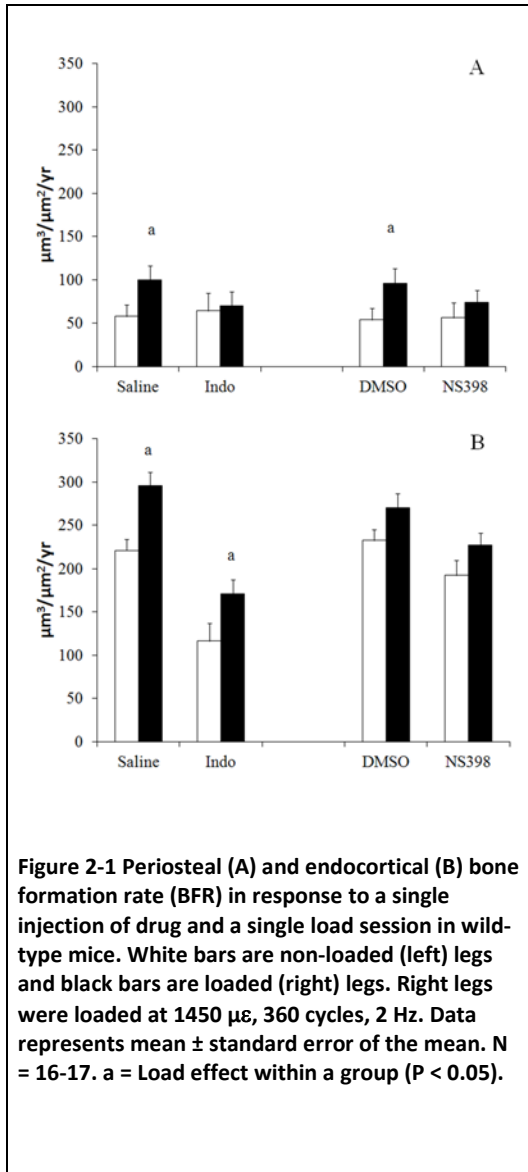 A
350
300
250
200
150
100
50
0
µm³/µm²/yr
a
a
Saline
Indo
DMSO
NS398
B
350
300
250
200
150
100
50
0
µm³/µm²/yr
a
a
Saline
Indo
DMSO
NS398
Figure 2-1 Periosteal (A) and endocortical (B) bone
formation rate (BFR) in response to a single
injection of drug and a single load session in wild-
type mice. White bars are non-loaded (left) legs
and black bars are loaded (right) legs. Right legs
were loaded at 1450 µε, 360 cycles, 2 Hz. Data
represents mean ± standard error of the mean. N
= 16-17. a = Load effect within a group (P < 0.05).